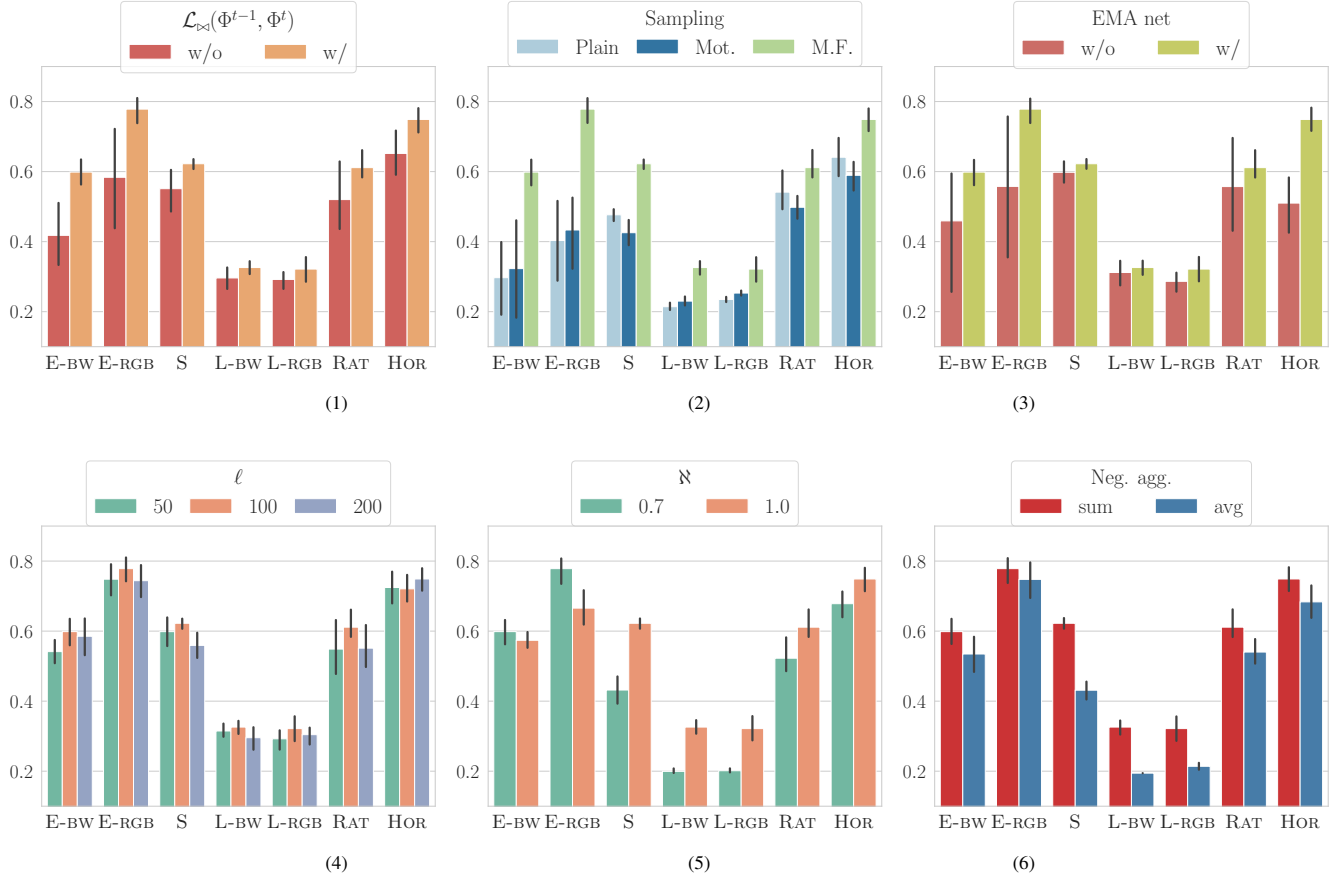 ℒ⋈(Φᵗ⁻¹, Φᵗ)
w/o w/
0.8
0.6
0.4
0.2
E-BW E-RGB S L-BW L-RGB RAT HOR
(1)
Sampling
Plain Mot. M.F.
0.8
0.6
0.4
0.2
E-BW E-RGB S L-BW L-RGB RAT HOR
(2)
EMA net
w/o w/
0.8
0.6
0.4
0.2
E-BW E-RGB S L-BW L-RGB RAT HOR
(3)
ℓ
50 100 200
0.8
0.6
0.4
0.2
E-BW E-RGB S L-BW L-RGB RAT HOR
(4)
ℵ
0.7 1.0
0.8
0.6
0.4
0.2
E-BW E-RGB S L-BW L-RGB RAT HOR
(5)
Neg. agg.
sum avg
0.8
0.6
0.4
0.2
E-BW E-RGB S L-BW L-RGB RAT HOR
(6)